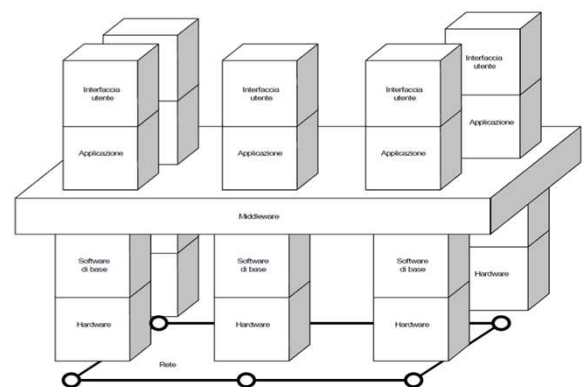 Interfaccia
utente
Applicazione
Interfaccia
utente
Applicazione
Interfaccia
utente
Applicazione
Interfaccia
utente
Applicazione
Middleware
Software
di base
Hardware
Software
di base
Hardware
Software
di base
Hardware
Hardware
Rete